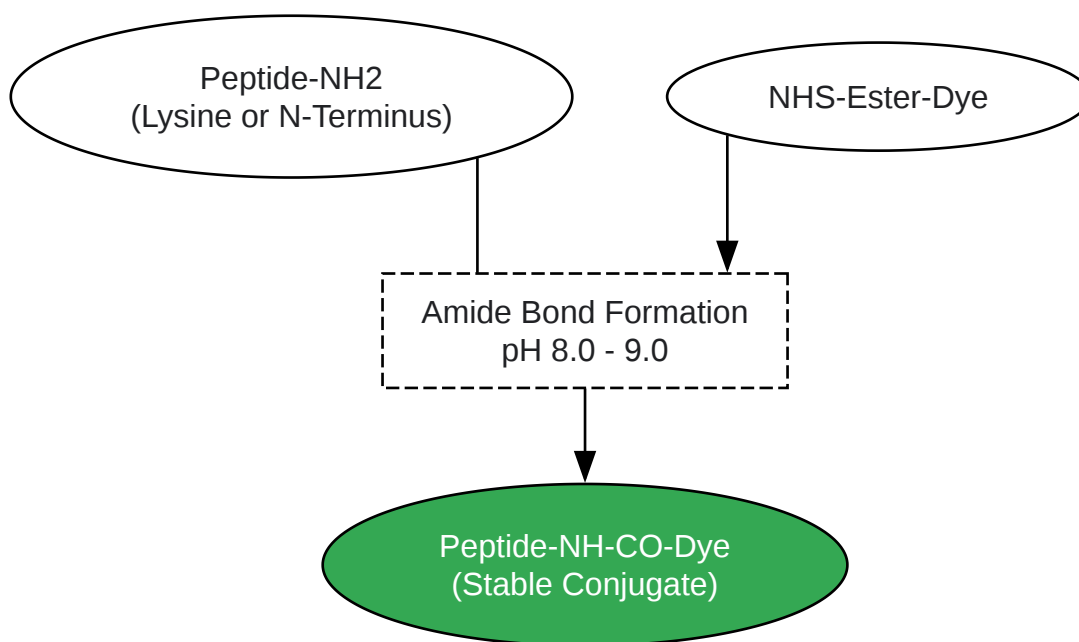 Peptide-NH2
(Lysine or N-Terminus)
NHS-Ester-Dye
Amide Bond Formation
pH 8.0 - 9.0
Peptide-NH-CO-Dye
(Stable Conjugate)